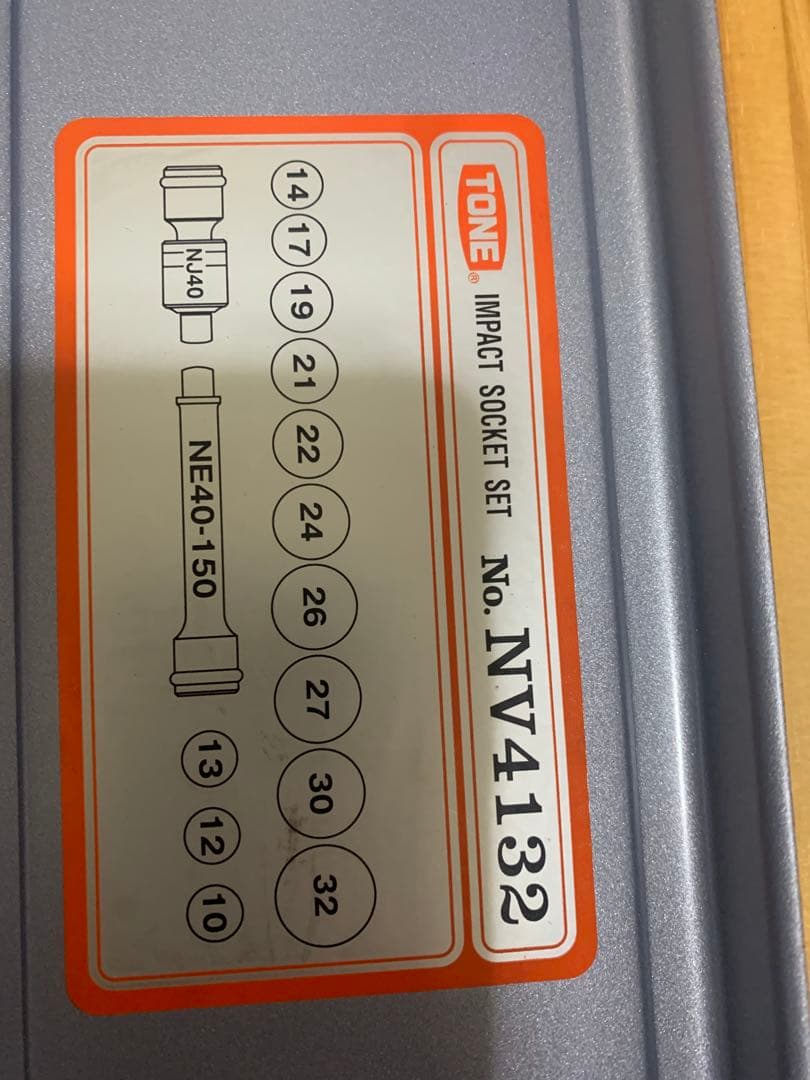 TONE® IMPACT SOCKET SET No. NV4132
14 17 19 21 22 24 26 27 30 32
NJ40 NE40-150 13 12 10